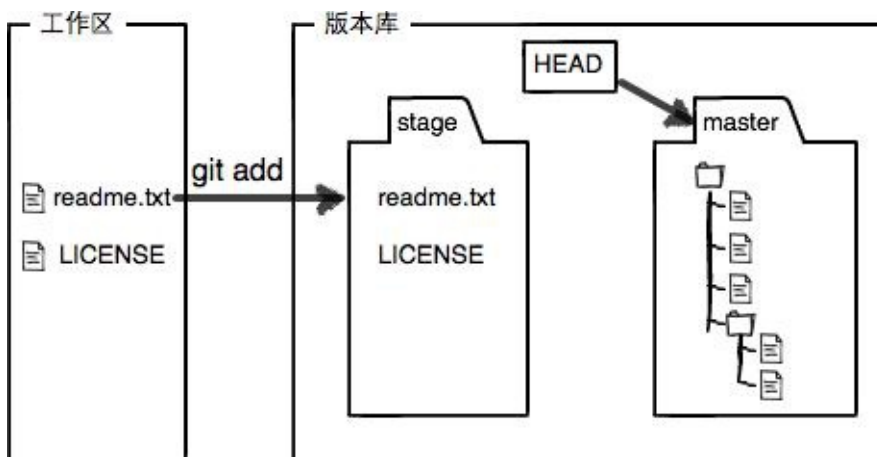 工作区
版本库
HEAD
stage
master
git add
readme.txt
readme.txt
LICENSE
LICENSE